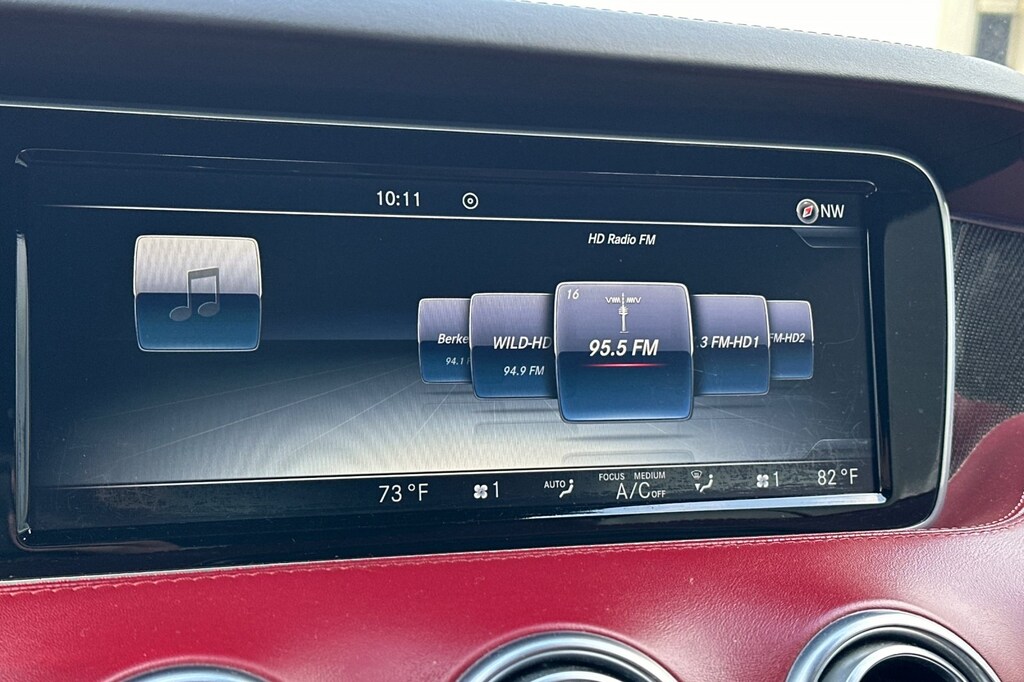 10:11
NW
HD Radio FM
16
Berke
94.1
WILD-HD
94.9 FM
95.5 FM
.3 FM-HD1
FM-HD2
73°F
1
AUTO
FOCUS MEDIUM
A/C OFF
1
82°F